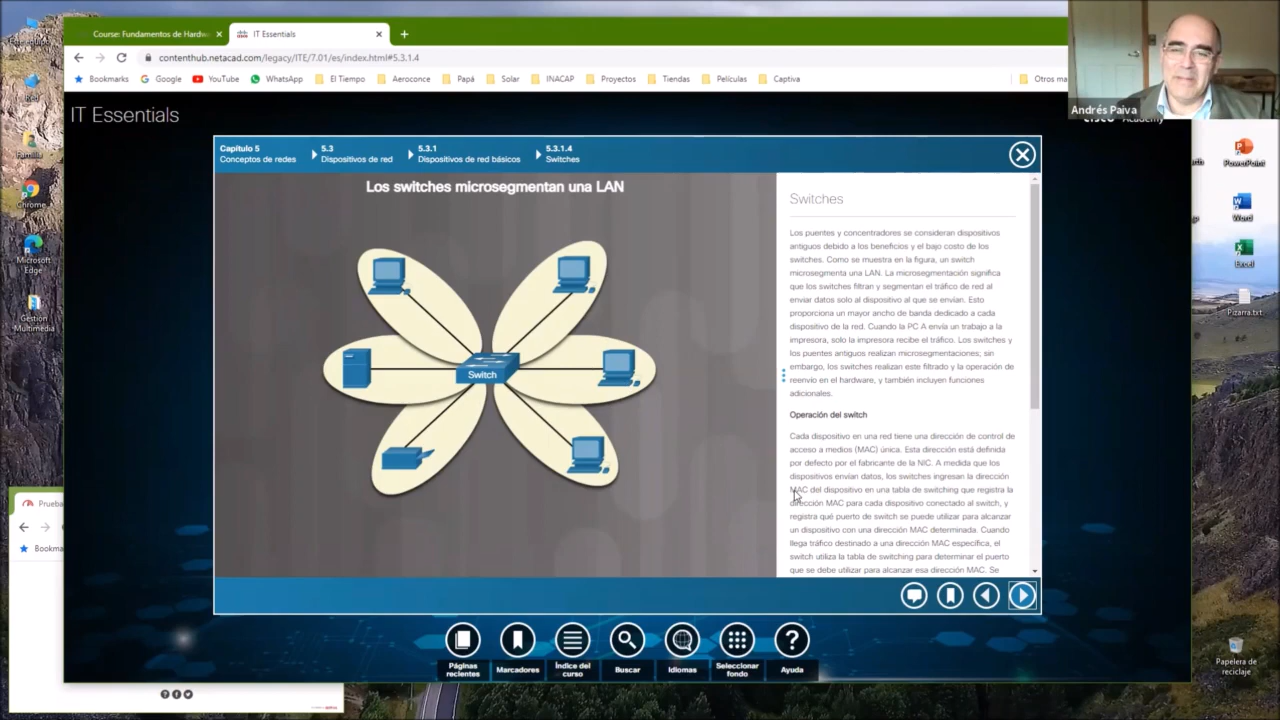 Course: Fundamentos de Hardw
IT Essentials
contenthub.netacad.com/legacy/ITE/7.01/es/index.html#5.3.1.4
Bookmarks
Google
YouTube
WhatsApp
El Tiempo
Aeroconce
Papá
Solar
INACAP
Proyectos
Tiendas
Películas
Captiva
Otros ma
Andrés Paiva
IT Essentials
Academy
Capítulo 5
Conceptos de redes
5.3
Dispositivos de red
5.3.1
Dispositivos de red básicos
5.3.1.4
Switches
Los switches microsegmentan una LAN
Switch
Switches
Los puentes y concentradores se consideran dispositivos
antiguos debido a los beneficios y el bajo costo de los
switches. Como se muestra en la figura, un switch
microsegmenta una LAN. La microsegmentación significa
que los switches filtran y segmentan el tráfico de red al
enviar datos solo al dispositivo al que se envían. Esto
proporciona un mayor ancho de banda dedicado a cada
dispositivo de la red. Cuando la PC A envía un trabajo a la
impresora, solo la impresora recibe el tráfico. Los switches y
los puentes antiguos realizan microsegmentaciones; sin
embargo, los switches realizan este filtrado y la operación de
reenvío en el hardware, y también incluyen funciones
adicionales.
Operación del switch
Cada dispositivo en una red tiene una dirección de control de
acceso a medios (MAC) única. Esta dirección está definida
por defecto por el fabricante de la NIC. A medida que los
dispositivos envían datos, los switches ingresan la dirección
MAC del dispositivo en una tabla de switching que registra la
dirección MAC para cada dispositivo conectado al switch, y
registra qué puerto de switch se puede utilizar para alcanzar
un dispositivo con una dirección MAC determinada. Cuando
llega tráfico destinado a una dirección MAC específica, el
switch utiliza la tabla de switching para determinar el puerto
que se debe utilizar para alcanzar esa dirección MAC. Se
Páginas
recientes
Marcadores
Índice del
curso
Buscar
Idiomas
Seleccionar
fondo
Ayuda
Red
Familia
Chrome
Microsoft
Edge
Gestión
Multimedia
Prueba
Bookma
PowerPoint
Word
Excel
Pizarra.txt
Papelera de
reciclaje